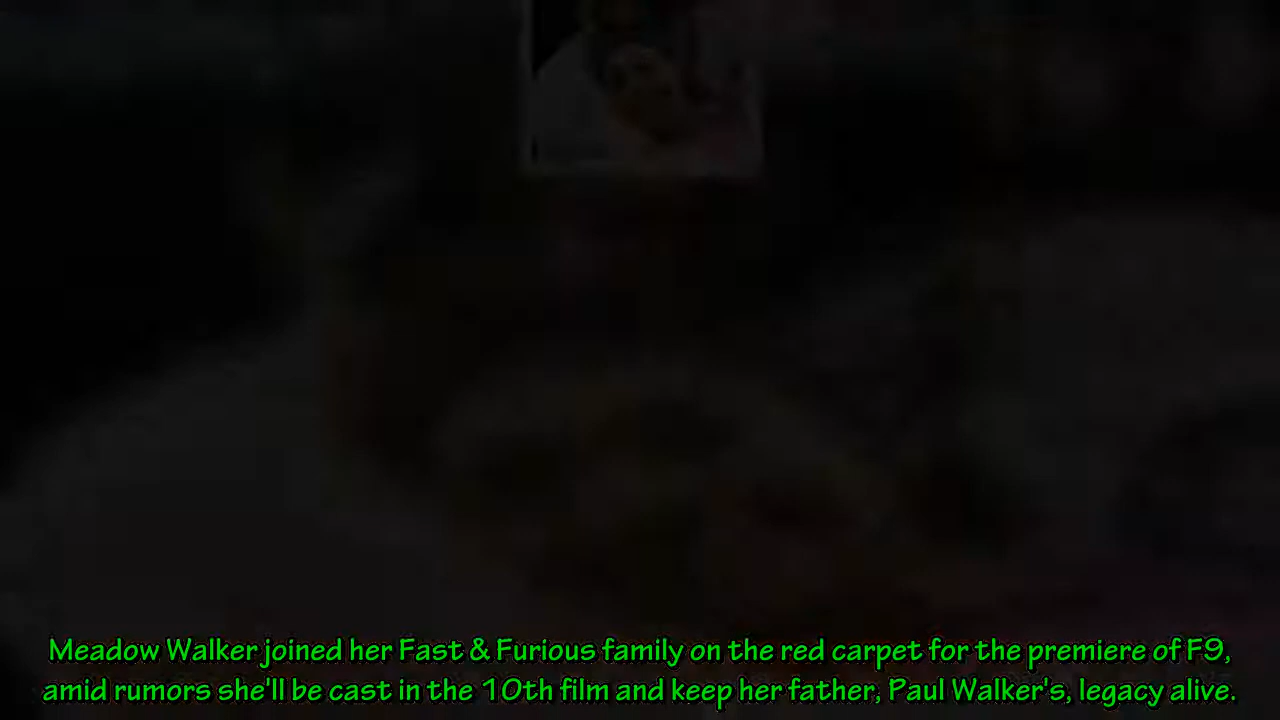 Meadow Walker joined her Fast & Furious family on the red carpet for the premiere of F9,
amid rumors she'll be cast in the 10th film and keep her father, Paul Walker's, legacy alive.